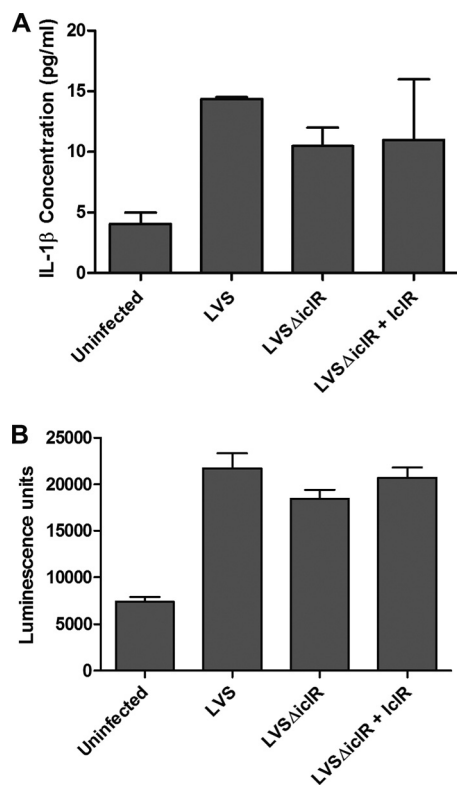 A
IL-1β Concentration (pg/ml)
20
15
10
5
0
Uninfected
LVS
LVSΔiclR
LVSΔiclR + IclR
B
Luminescence units
25000
20000
15000
10000
5000
0
Uninfected
LVS
LVSΔiclR
LVSΔiclR + IclR